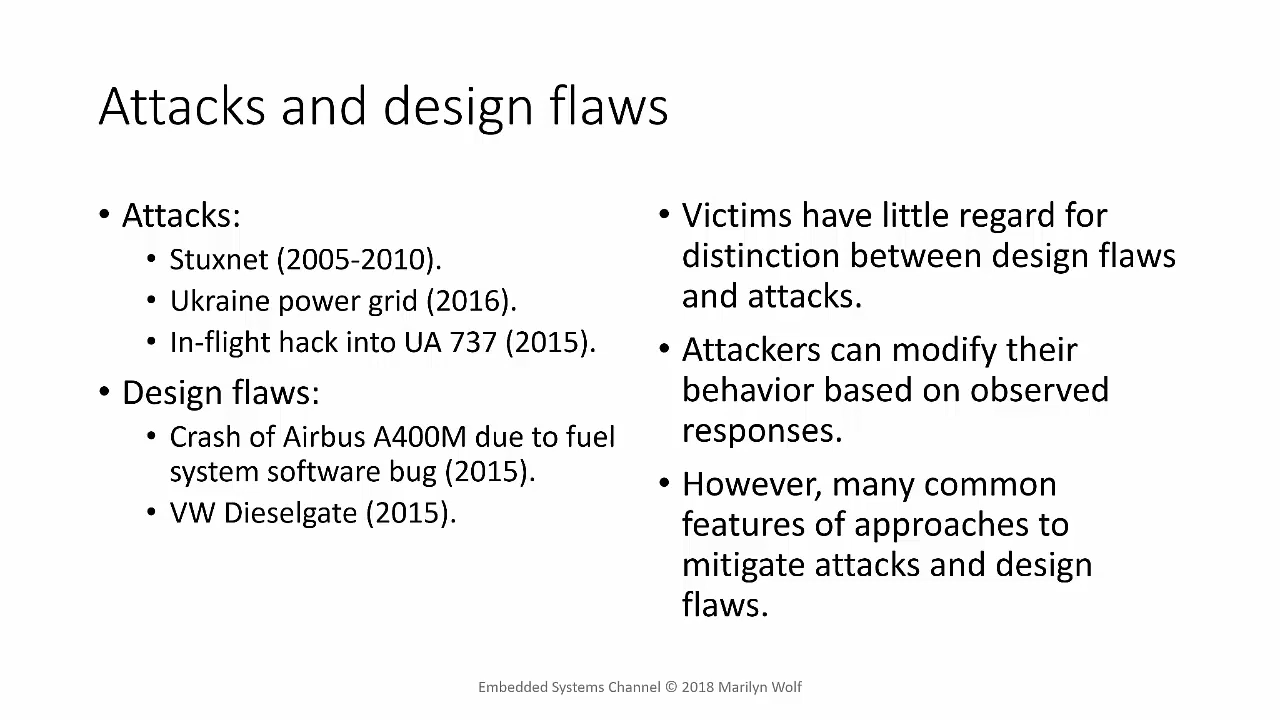 Attacks and design flaws
• Attacks:
• Stuxnet (2005-2010).
• Ukraine power grid (2016).
• In-flight hack into UA 737 (2015).
• Design flaws:
• Crash of Airbus A400M due to fuel
system software bug (2015).
• VW Dieselgate (2015).
• Victims have little regard for
distinction between design flaws
and attacks.
• Attackers can modify their
behavior based on observed
responses.
• However, many common
features of approaches to
mitigate attacks and design
flaws.
Embedded Systems Channel © 2018 Marilyn Wolf